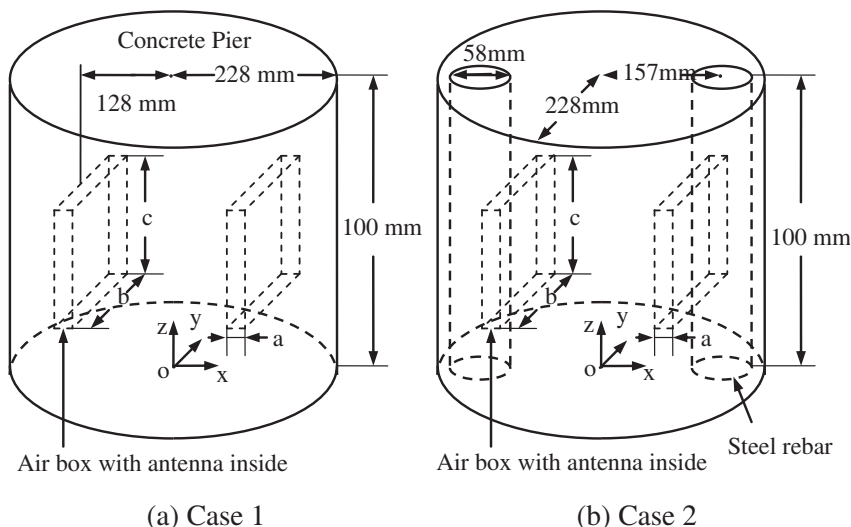 Concrete Pier
228 mm
128 mm
c
b
100 mm
z
y
a
o
x
Air box with antenna inside
(a) Case 1
58mm
157mm
228mm
c
b
100 mm
z
y
a
o
x
Steel rebar
Air box with antenna inside
(b) Case 2